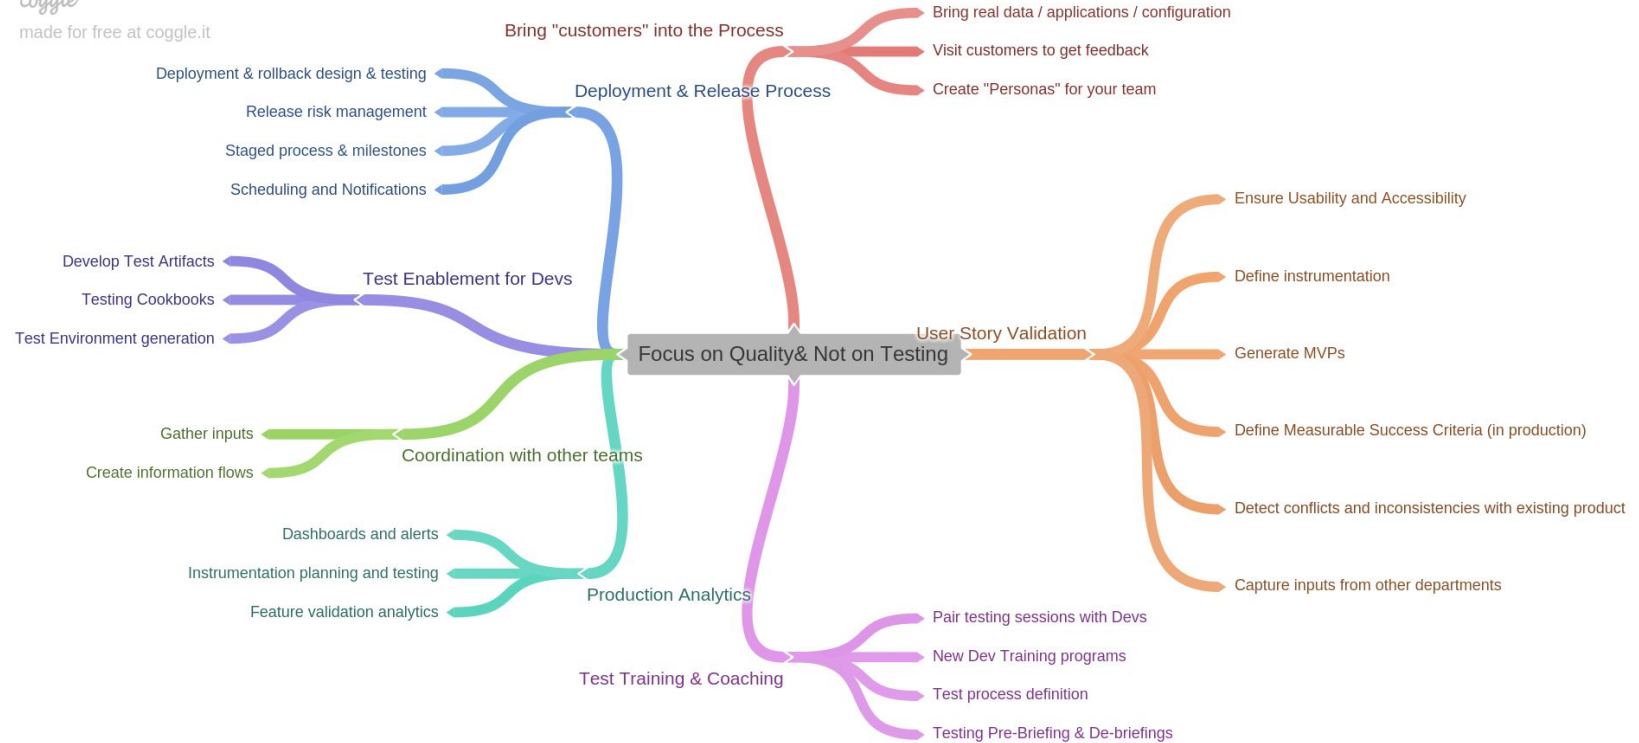 coggle
made for free at coggle.it
Bring "customers" into the Process
Bring real data / applications / configuration
Visit customers to get feedback
Create "Personas" for your team
Deployment & Release Process
Deployment & rollback design & testing
Release risk management
Staged process & milestones
Scheduling and Notifications
Test Enablement for Devs
Develop Test Artifacts
Testing Cookbooks
Test Environment generation
Focus on Quality& Not on Testing
User Story Validation
Ensure Usability and Accessibility
Define instrumentation
Generate MVPs
Define Measurable Success Criteria (in production)
Detect conflicts and inconsistencies with existing product
Capture inputs from other departments
Coordination with other teams
Gather inputs
Create information flows
Production Analytics
Dashboards and alerts
Instrumentation planning and testing
Feature validation analytics
Test Training & Coaching
Pair testing sessions with Devs
New Dev Training programs
Test process definition
Testing Pre-Briefing & De-briefings